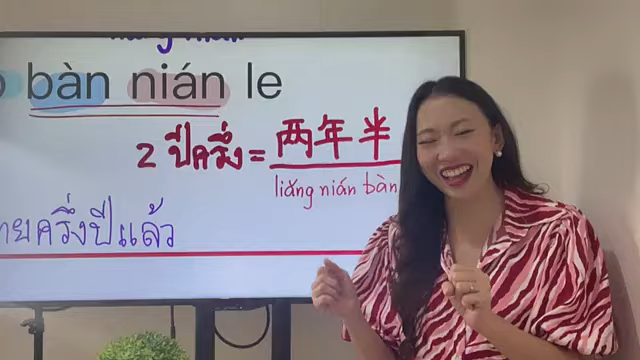 bàn nián le
2 ปีครึ่ง = 两年半
liǎng nián bàn
ครึ่งปีแล้ว